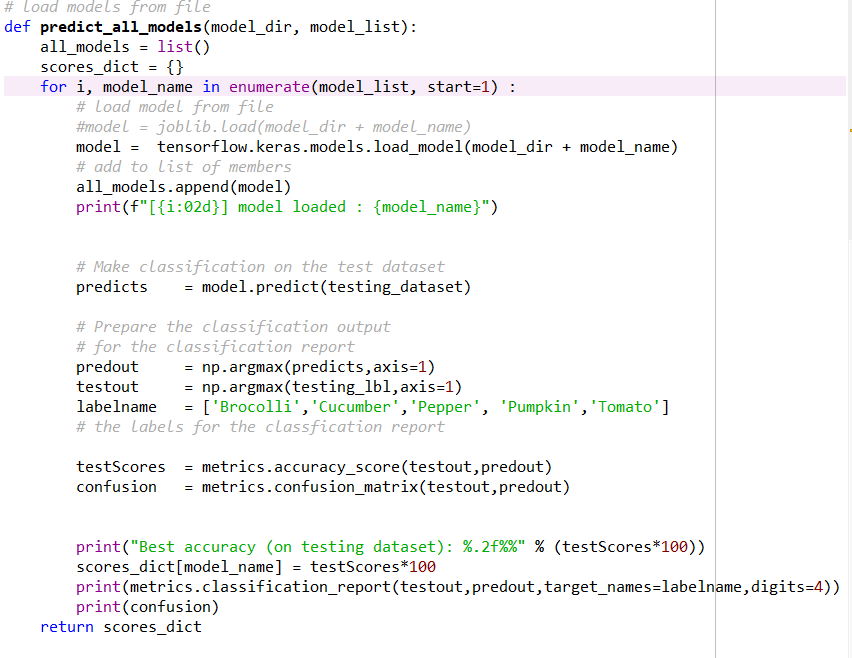 # load models from file
def predict_all_models(model_dir, model_list):
    all_models = list()
    scores_dict = {}
    for i, model_name in enumerate(model_list, start=1) :
        # load model from file
        #model = joblib.load(model_dir + model_name)
        model =  tensorflow.keras.models.load_model(model_dir + model_name)
        # add to list of members
        all_models.append(model)
        print(f"[{i:02d}] model loaded : {model_name}")
        # Make classification on the test dataset
        predicts    = model.predict(testing_dataset)
        # Prepare the classification output
        # for the classification report
        predout     = np.argmax(predicts,axis=1)
        testout     = np.argmax(testing_lbl,axis=1)
        labelname   = ['Brocolli','Cucumber','Pepper', 'Pumpkin','Tomato']
        # the labels for the classfication report
        testScores  = metrics.accuracy_score(testout,predout)
        confusion   = metrics.confusion_matrix(testout,predout)
        print("Best accuracy (on testing dataset): %.2f%%" % (testScores*100))
        scores_dict[model_name] = testScores*100
        print(metrics.classification_report(testout,predout,target_names=labelname,digits=4))
        print(confusion)
    return scores_dict